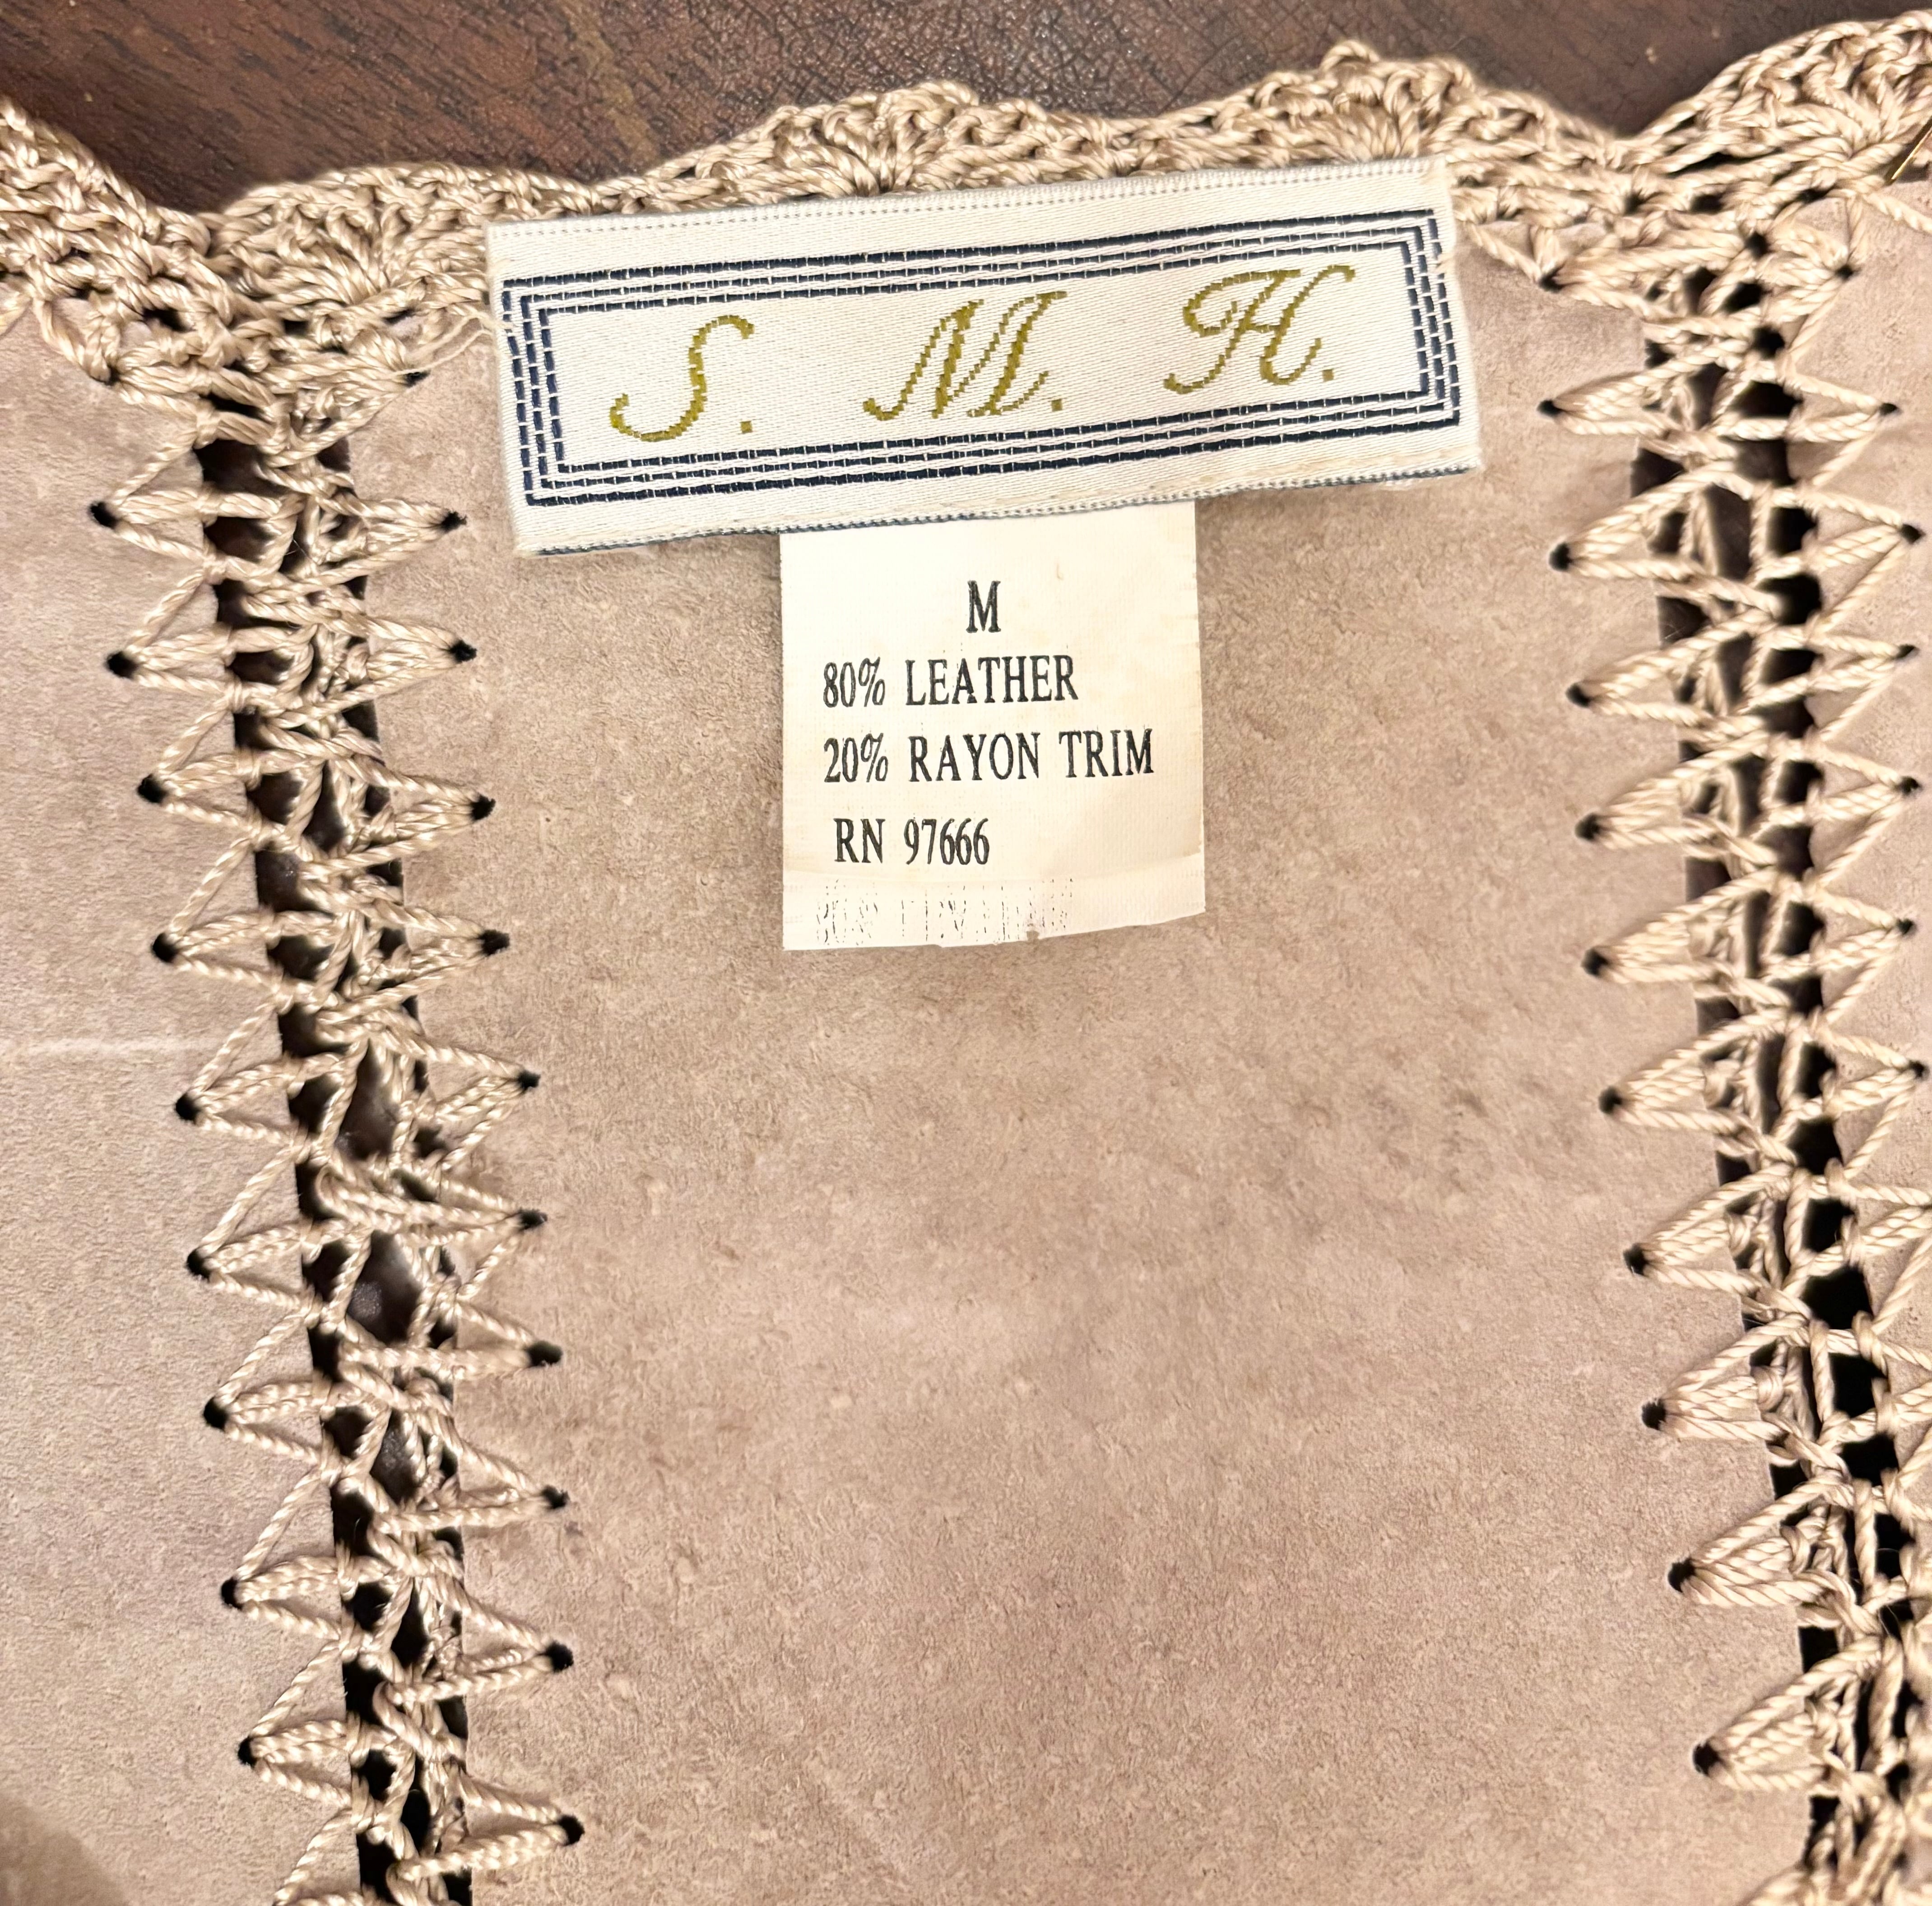 S. M. H.
M
80% LEATHER
20% RAYON TRIM
RN 97666